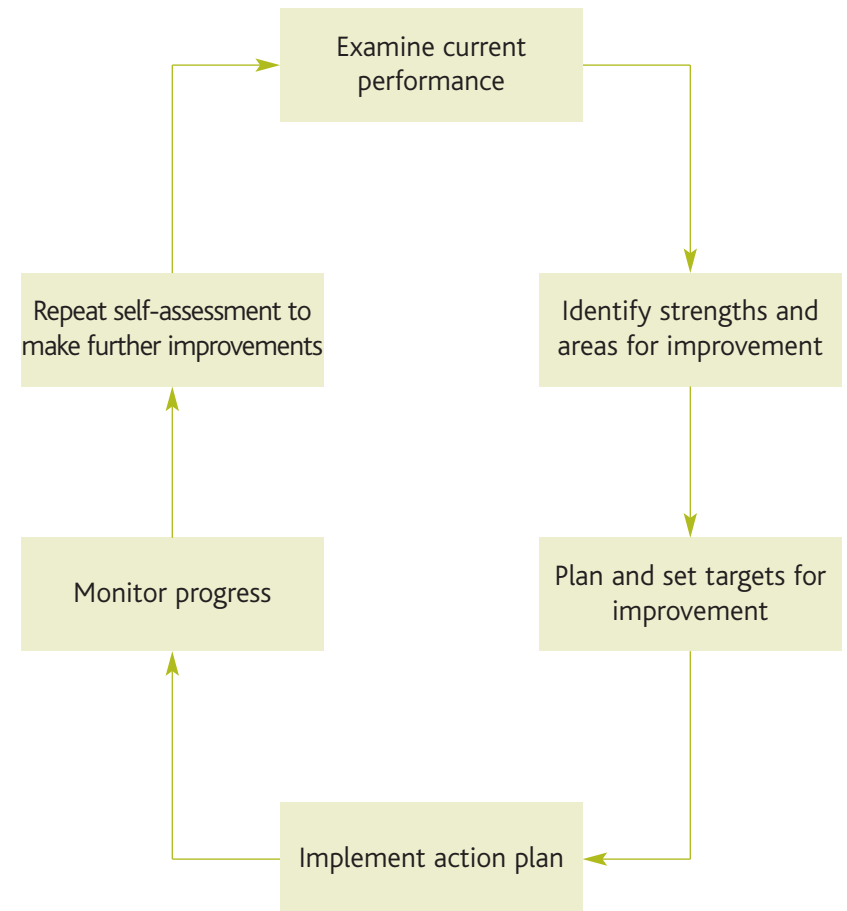 Examine current
performance
Identify strengths and
areas for improvement
Plan and set targets for
improvement
Implement action plan
Monitor progress
Repeat self-assessment to
make further improvements